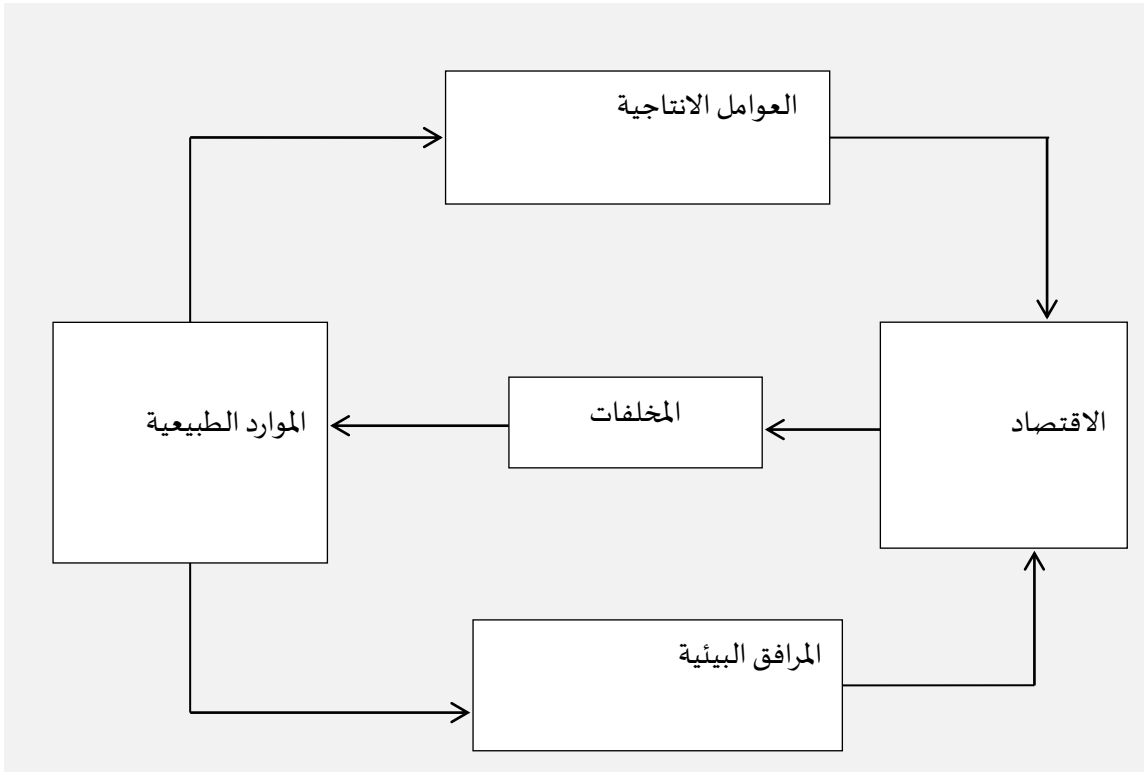 العوامل الانتاجية
الاقتصاد
المخلفات
الموارد الطبيعية
المرافق البيئية